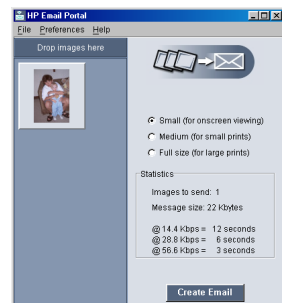 HP Email Portal
File Preferences Help
Drop images here
Small (for onscreen viewing)
Medium (for small prints)
Full size (for large prints)
Statistics
Images to send: 1
Message size: 22 Kbytes
@ 14.4 Kbps = 12 seconds
@ 28.8 Kbps = 6 seconds
@ 56.6 Kbps = 3 seconds
Create Email